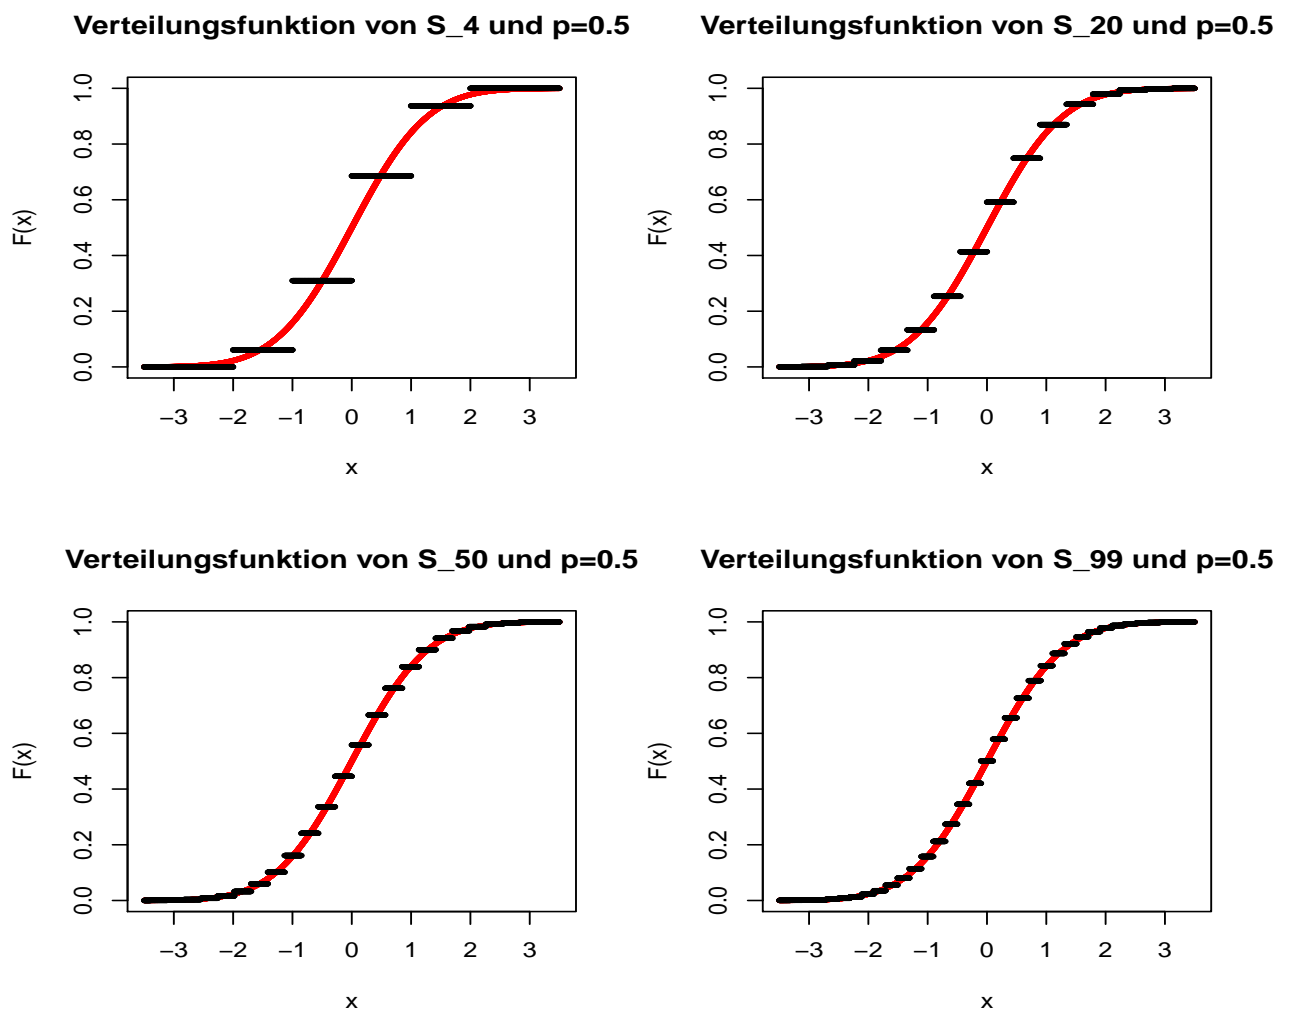 Verteilungsfunktion von S_4 und p=0.5
F(x)
1.0
0.8
0.6
0.4
0.2
0.0
−3 −2 −1 0 1 2 3
x
Verteilungsfunktion von S_20 und p=0.5
F(x)
1.0
0.8
0.6
0.4
0.2
0.0
−3 −2 −1 0 1 2 3
x
Verteilungsfunktion von S_50 und p=0.5
F(x)
1.0
0.8
0.6
0.4
0.2
0.0
−3 −2 −1 0 1 2 3
x
Verteilungsfunktion von S_99 und p=0.5
F(x)
1.0
0.8
0.6
0.4
0.2
0.0
−3 −2 −1 0 1 2 3
x